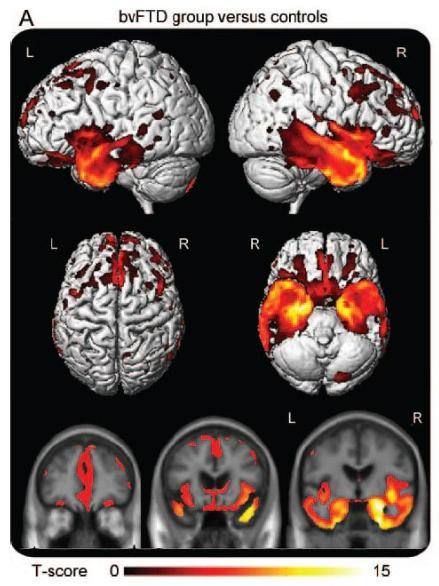 A bvFTD group versus controls
L R
L R R L
L R
T-score 0 15